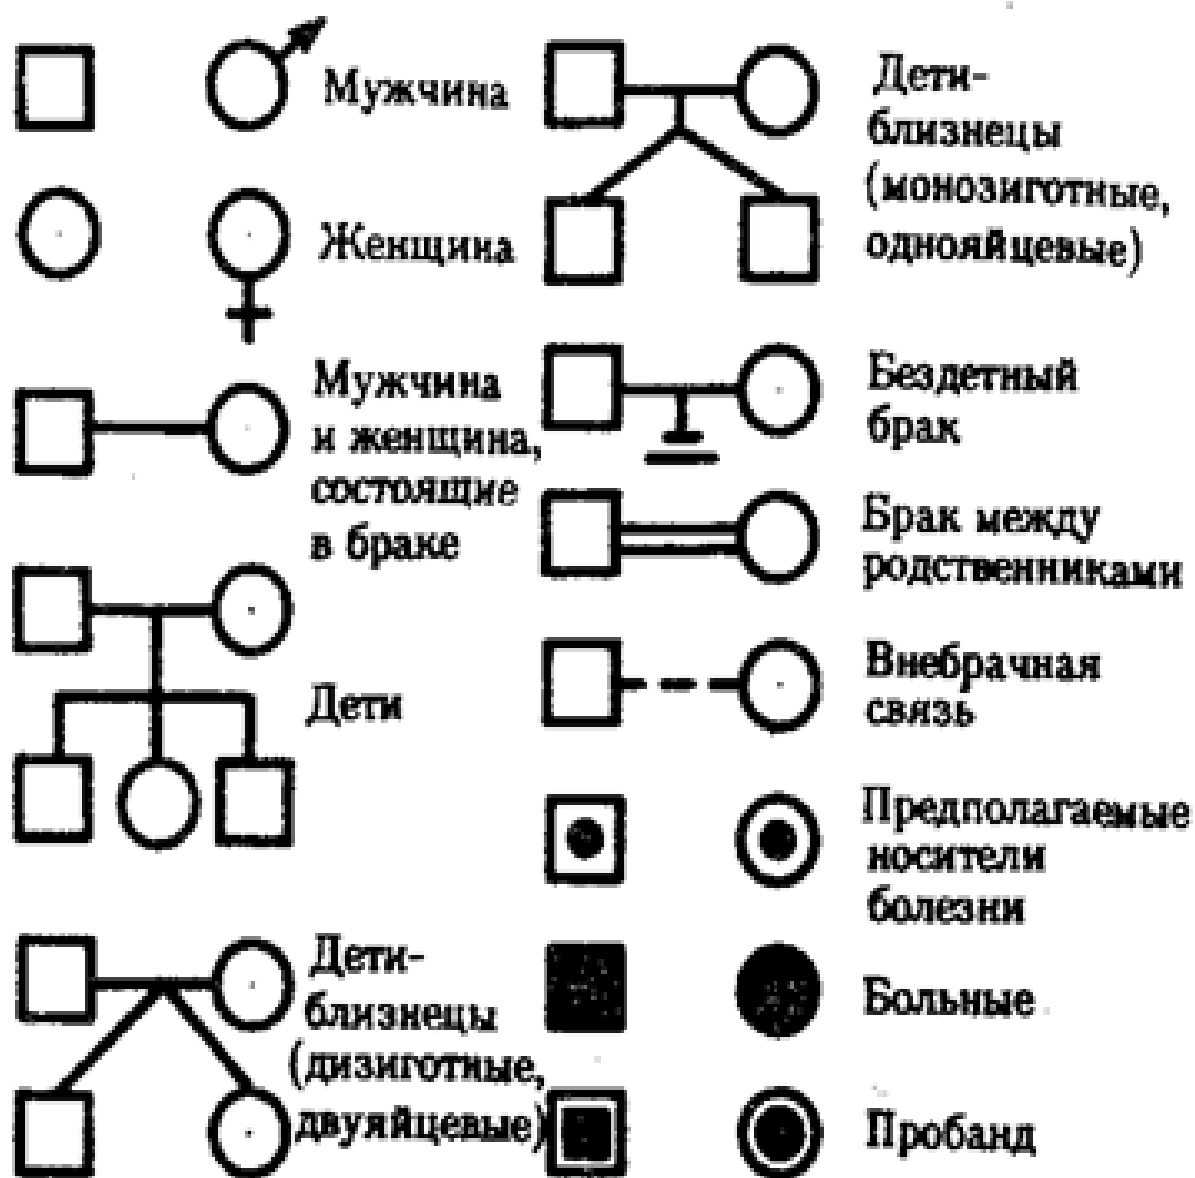 Мужчина
Женщина
Мужчина
и женщина,
состоящие
в браке
Дети
Дети-
близнецы
(дизиготные,
двуяйцевые)
Дети-
близнецы
(монозиготные,
однояйцевые)
Бездетный
брак
Брак между
родственниками
Внебрачная
связь
Предполагаемые
носители
болезни
Больные
Пробанд